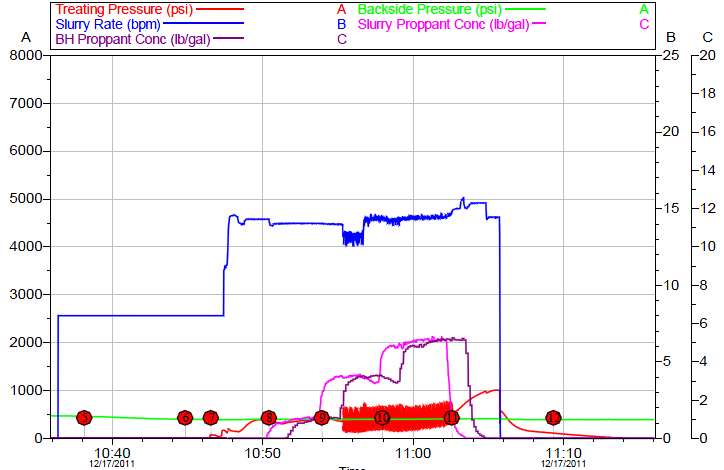 Treating Pressure (psi) A Backside Pressure (psi) A
Slurry Rate (bpm) B Slurry Proppant Conc (lb/gal) C
BH Proppant Conc (lb/gal) C
A B C
8000 25 20
18
7000
20 16
6000
14
5000 15 12
4000 10
10
3000 8
6
2000 5
4
1000 2
5 6 7 8 9 10 11 11
0 0 0
10:40 10:50 11:00 11:10
12/17/2011 12/17/2011